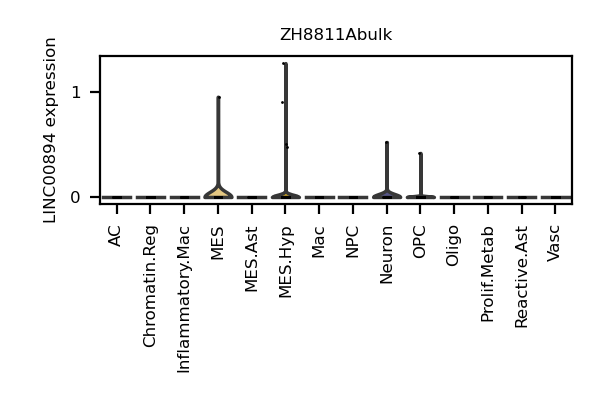 ZH8811Abulk
LINC00894 expression
1
0
AC
Chromatin.Reg
Inflammatory.Mac
MES
MES.Ast
MES.Hyp
Mac
NPC
Neuron
OPC
Oligo
Prolif.Metab
Reactive.Ast
Vasc